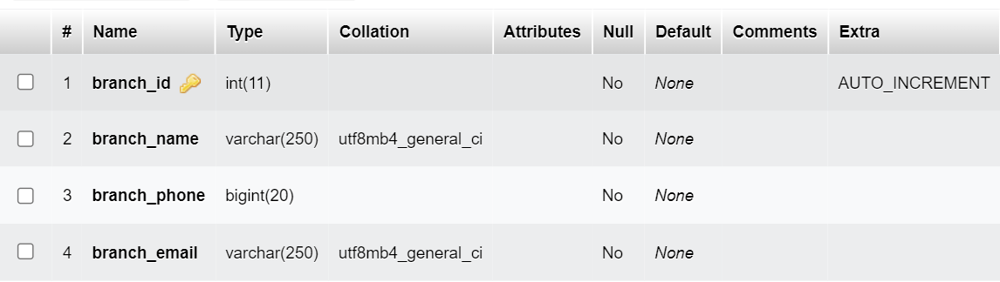 # Name Type Collation Attributes Null Default Comments Extra
1 branch_id int(11) No None AUTO_INCREMENT
2 branch_name varchar(250) utf8mb4_general_ci No None
3 branch_phone bigint(20) No None
4 branch_email varchar(250) utf8mb4_general_ci No None